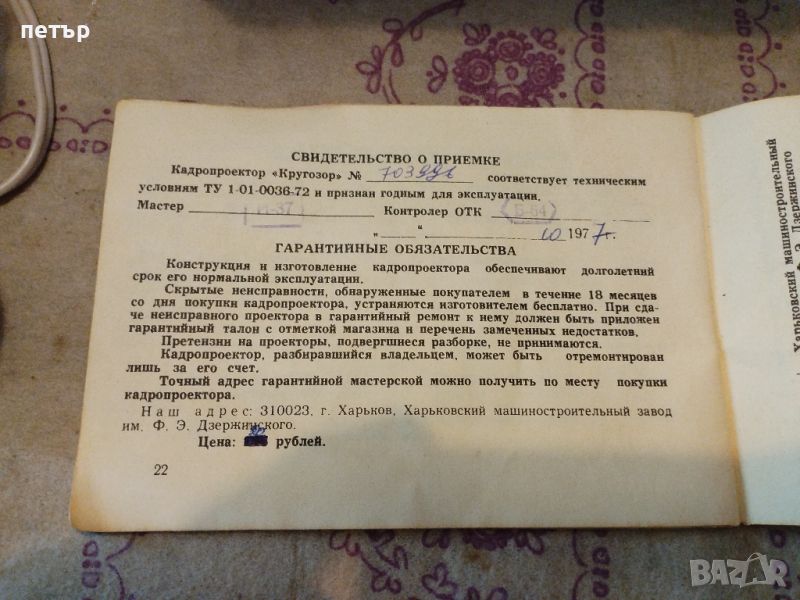 петър
СВИДЕТЕЛЬСТВО О ПРИЕМКЕ
Кадропроектор «Кругозор» № соответствует техническим
условиям ТУ 1-01-0036-72 и признан годным для эксплуатации.
Мастер Контролер ОТК
„ “ 10 1977г.
ГАРАНТИЙНЫЕ ОБЯЗАТЕЛЬСТВА
Конструкция и изготовление кадропроектора обеспечивают долголетний
срок его нормальной эксплуатации.
Скрытые неисправности, обнаруженные покупателем в течение 18 месяцев
со дня покупки кадропроектора, устраняются изготовителем бесплатно. При сда-
че неисправного проектора в гарантийный ремонт к нему должен быть приложен
гарантийный талон с отметкой магазина и перечень замеченных недостатков.
Претензии на проекторы, подвергшиеся разборке, не принимаются.
Кадропроектор, разбиравшийся владельцем, может быть отремонтирован
лишь за его счет.
Точный адрес гарантийной мастерской можно получить по месту покупки
кадропроектора.
Наш адрес: 310023, г. Харьков, Харьковский машиностроительный завод
им. Ф. Э. Дзержинского.
Цена: рублей.
22
Харьковский машиностроительный
Э. Дзержинского
BAZAR